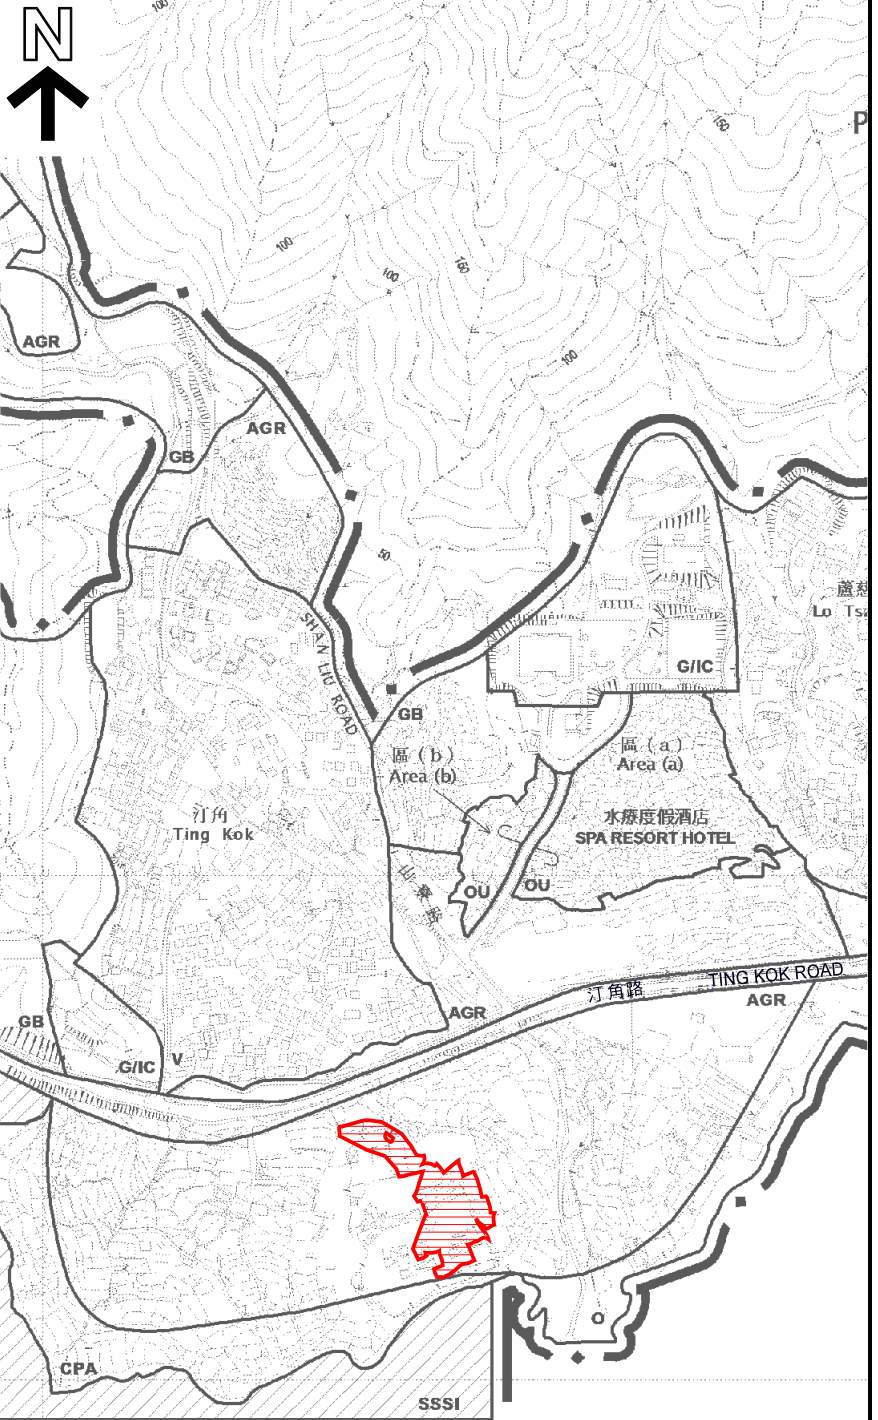 100
N
P
150
100
150
100
AGR
100
AGR
GB
50
蘆慈
Lo Tsz
SHAN LIU ROAD
G/IC
GB
區(b)
Area (b)
區(a)
Area (a)
汀角
Ting Kok
水療度假酒店
SPA RESORT HOTEL
山寮路
OU
OU
汀角路
TING KOK ROAD
AGR
AGR
GB
G/IC
V
O
CPA
SSSI